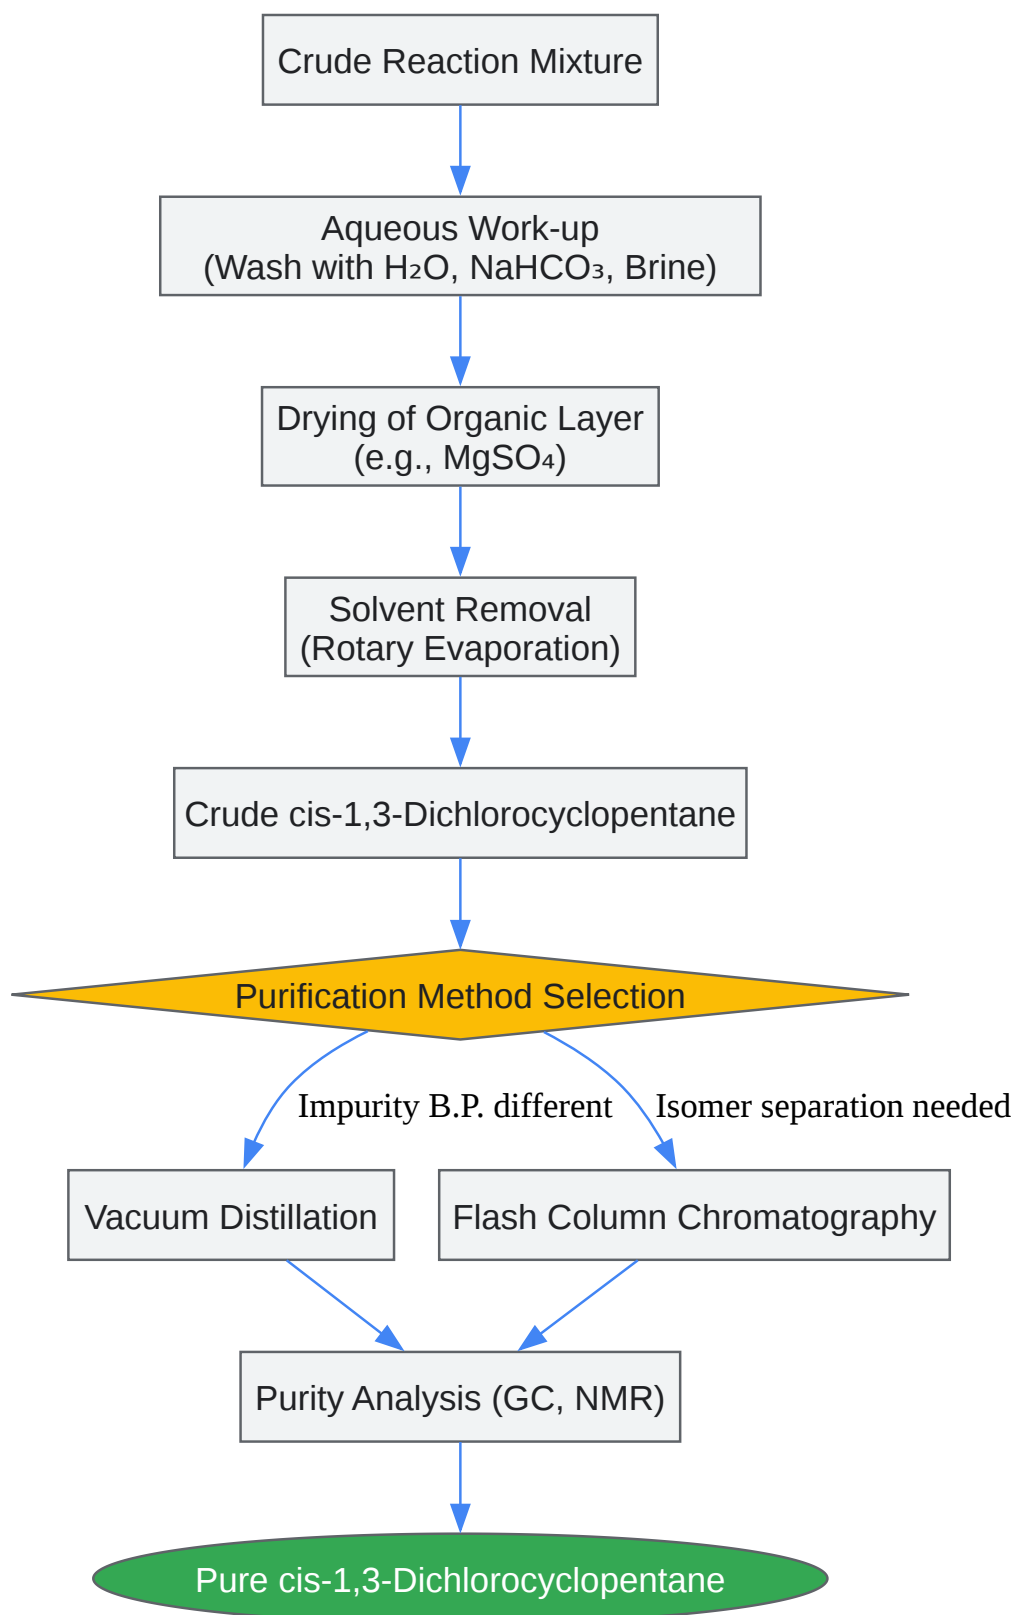 Crude Reaction Mixture
Aqueous Work-up
(Wash with H₂O, NaHCO₃, Brine)
Drying of Organic Layer
(e.g., MgSO₄)
Solvent Removal
(Rotary Evaporation)
Crude cis-1,3-Dichlorocyclopentane
Purification Method Selection
Impurity B.P. different
Isomer separation needed
Vacuum Distillation
Flash Column Chromatography
Purity Analysis (GC, NMR)
Pure cis-1,3-Dichlorocyclopentane